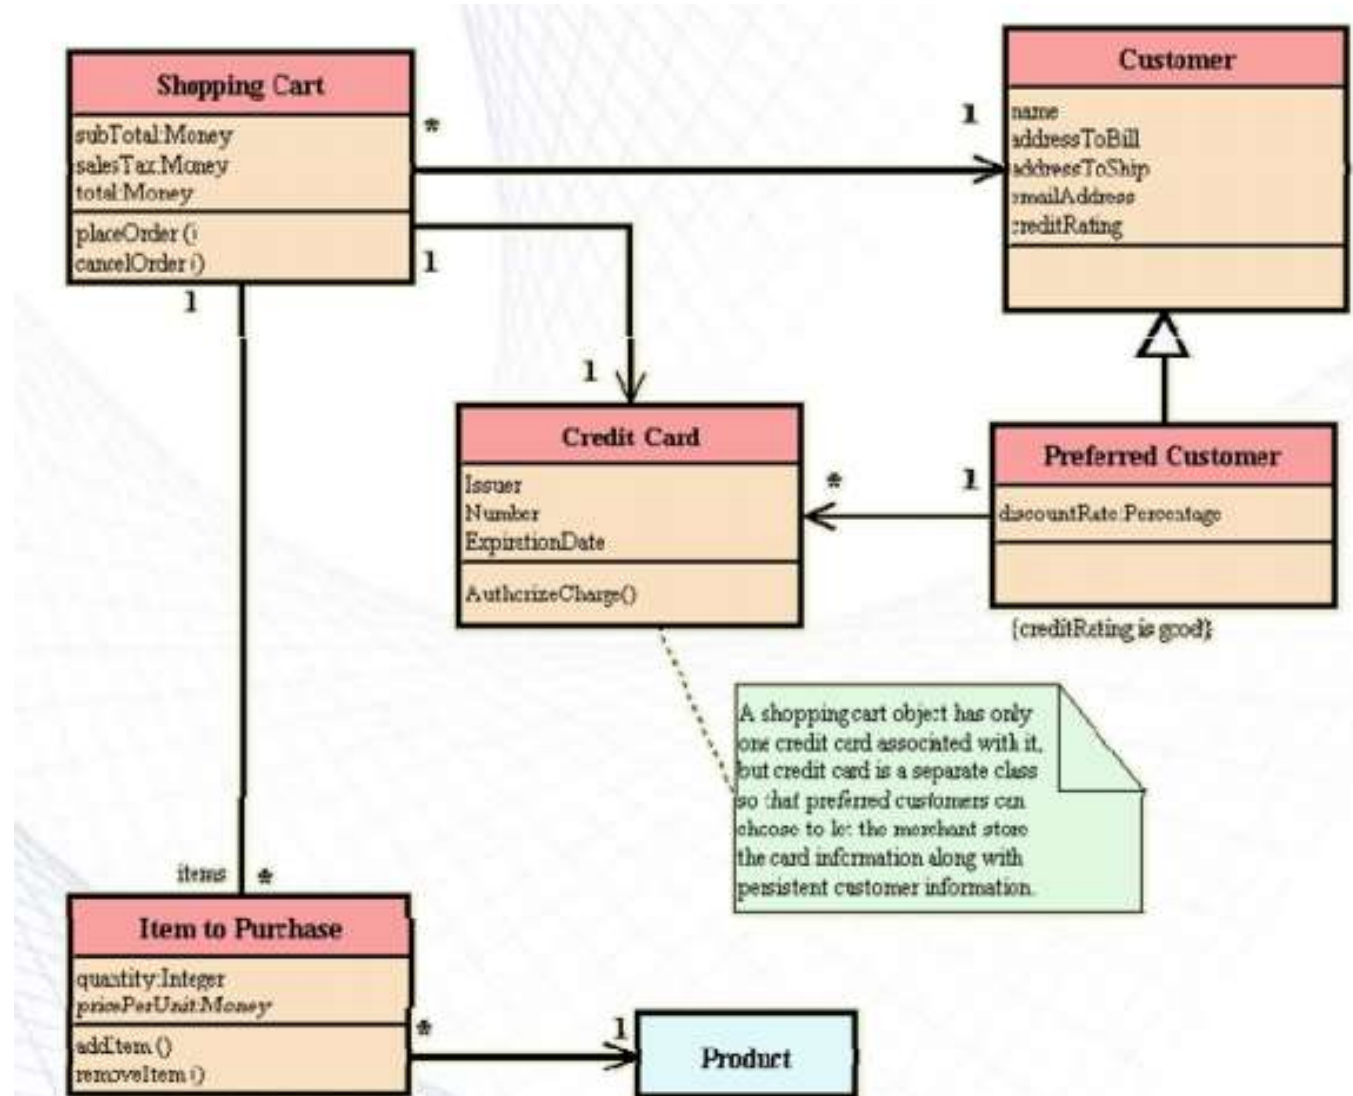 Shopping Cart
subTotal:Money
salesTax:Money
total:Money
placeOrder ()
cancelOrder ()
*
1
1
1
Customer
name
addressToBill
addressToShip
emailAddress
creditRating
1
Credit Card
Issuer
Number
ExpirationDate
AuthorizeCharge()
*
1
Preferred Customer
discountRate:Percentage
{creditRating is good}
A shopping cart object has only
one credit card associated with it,
but credit card is a separate class
so that preferred customers can
choose to let the merchant store
the card information along with
persistent customer information.
items *
Item to Purchase
quantity:Integer
pricePerUnit:Money
addItem ()
removeItem ()
*
1
Product